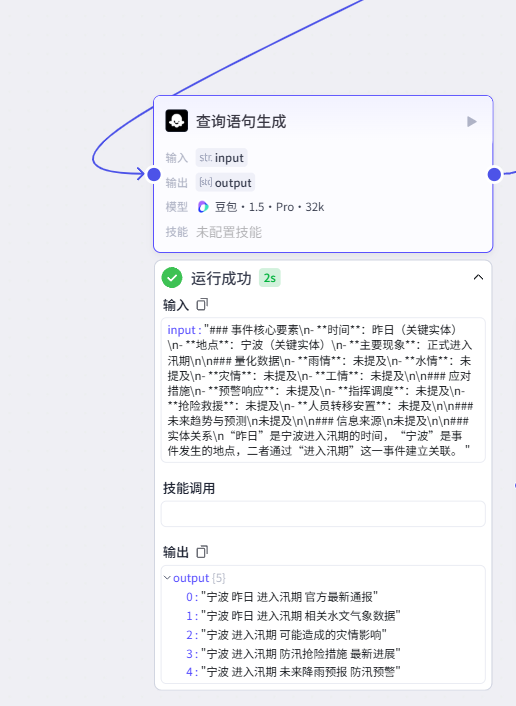 查询语句生成
输入 str. input
输出 [str] output
模型 豆包・1.5・Pro・32k
技能 未配置技能
运行成功 2s
输入
input : "### 事件核心要素\n- **时间**：昨日（关键实体）
\n- **地点**：宁波（关键实体）\n- **主要现象**：正式进入
汛期\n\n### 量化数据\n- **雨情**：未提及\n- **水情**：未
提及\n- **灾情**：未提及\n- **工情**：未提及\n\n### 应对
措施\n- **预警响应**：未提及\n- **指挥调度**：未提及\n-
**抢险救援**：未提及\n- **人员转移安置**：未提及\n\n###
未来趋势与预测\n未提及\n\n### 信息来源\n未提及\n\n###
实体关系\n“昨日”是宁波进入汛期的时间，“宁波”是事
件发生的地点，二者通过“进入汛期”这一事件建立关联。"
技能调用
输出
output {5}
0 : "宁波 昨日 进入汛期 官方最新通报"
1 : "宁波 昨日 进入汛期 相关水文气象数据"
2 : "宁波 昨日 进入汛期 可能造成的灾情影响"
3 : "宁波 昨日 进入汛期 防汛抢险措施 最新进展"
4 : "宁波 昨日 进入汛期 未来降雨预报 防汛预警"